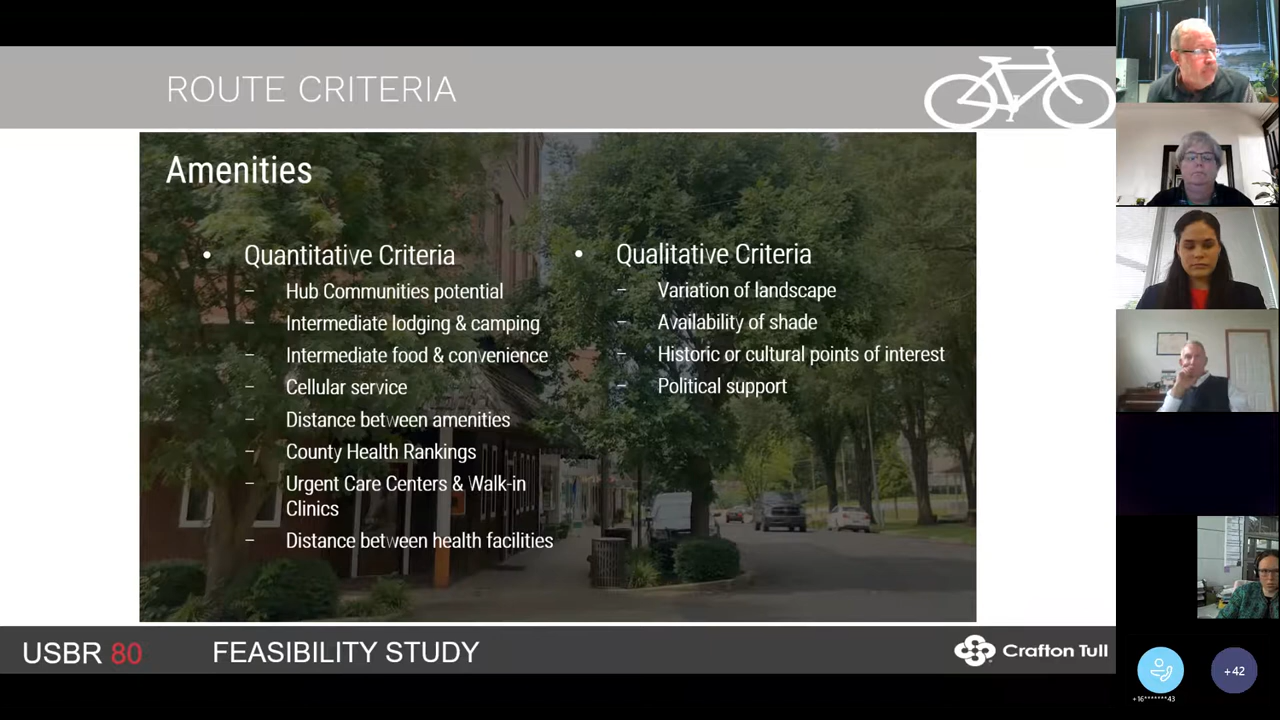 ROUTE CRITERIA
Amenities
• Quantitative Criteria
– Hub Communities potential
– Intermediate lodging & camping
– Intermediate food & convenience
– Cellular service
– Distance between amenities
– County Health Rankings
– Urgent Care Centers & Walk-in
Clinics
– Distance between health facilities
• Qualitative Criteria
– Variation of landscape
– Availability of shade
– Historic or cultural points of interest
– Political support
USBR 80 FEASIBILITY STUDY
Crafton Tull
+16*******43
+42